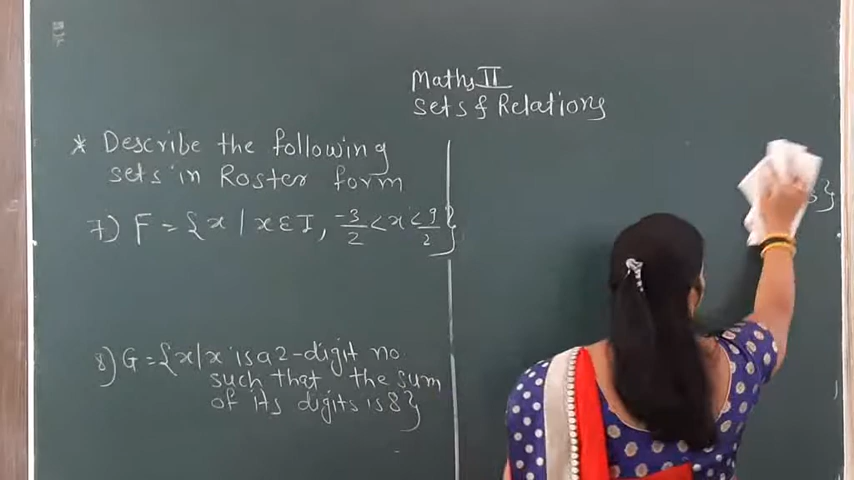 Maths II
Sets & Relations
* Describe the following
sets in Roster form
7) F = {x / x ∈ I, -3/2 < x < 9/2}
8) G = {x/x is a 2-digit no.
such that the sum
of its digits is 8}